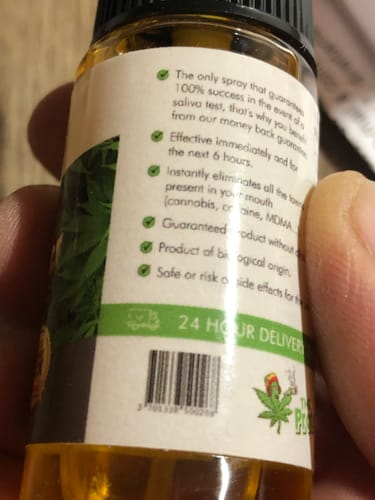 The only spray that guarantees
100% success in the event of a
saliva test, that's why you benefit
from our money back guarantee.
Effective immediately and for
the next 6 hours.
Instantly eliminates all the
present in your mouth
(cannabis, cocaine, MDMA
Guaranteed product without
Product of biological origin.
Safe or risk of side effects for
24 HOUR DELIVERY